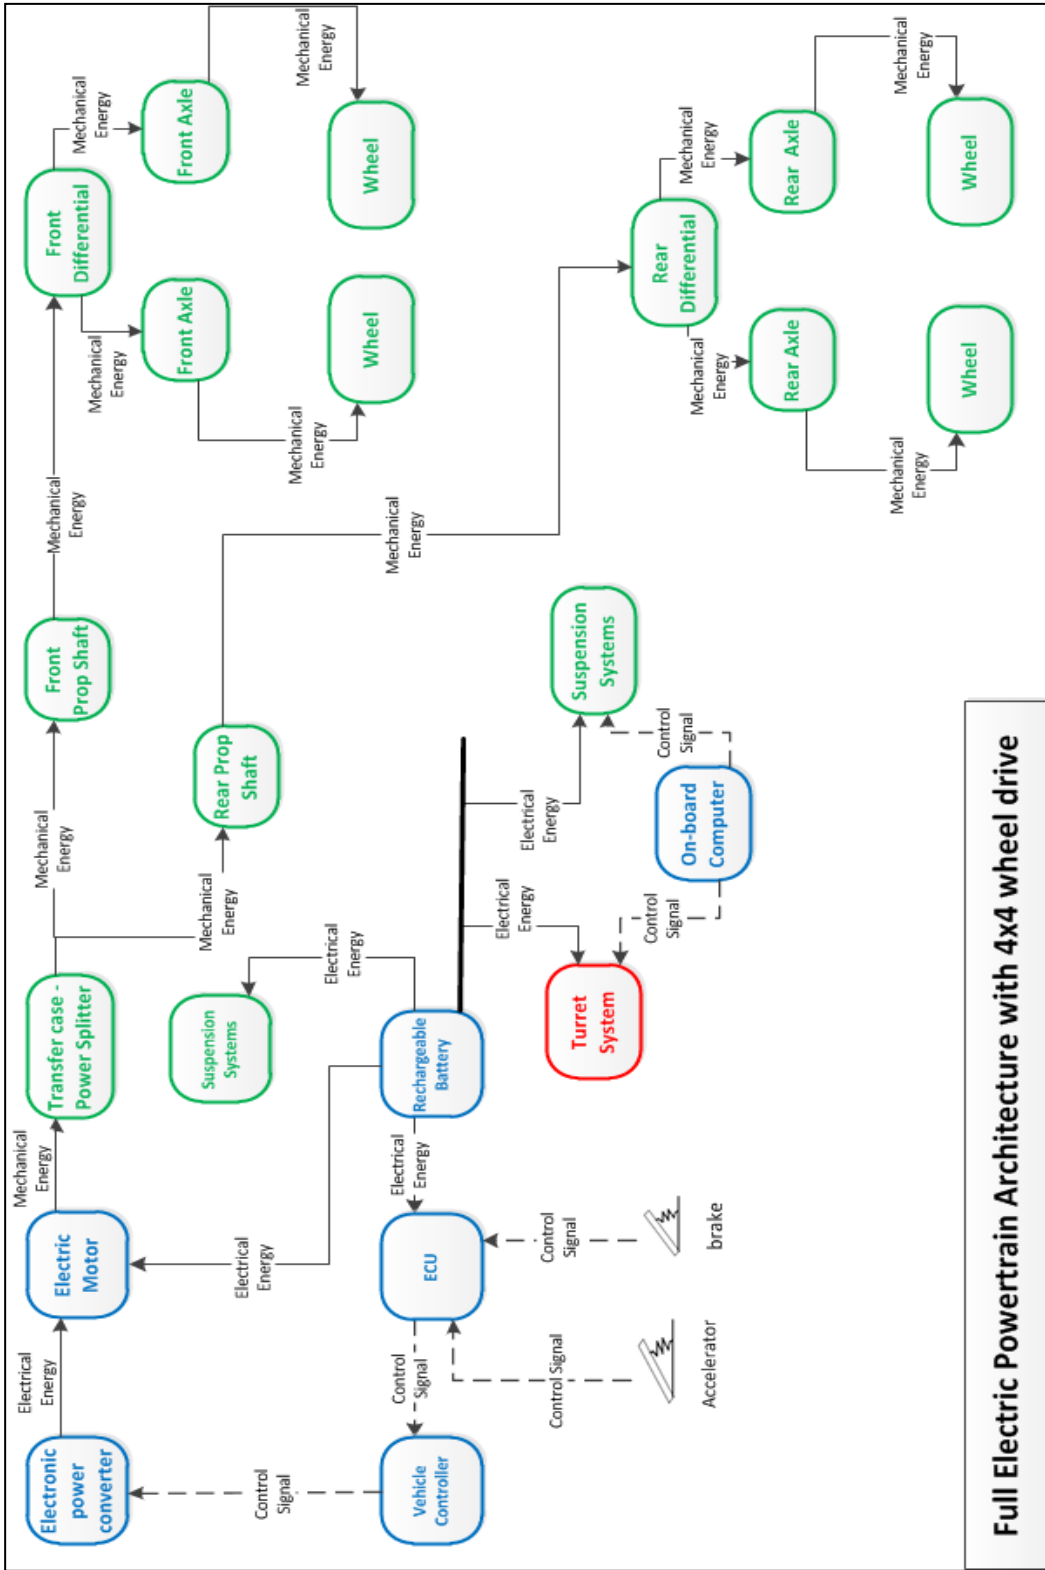 Electronic
power
converter
Electrical
Energy
Electric
Motor
Mechanical
Energy
Transfer case -
Power Splitter
Mechanical
Energy
Front
Prop Shaft
Mechanical
Energy
Front
Differential
Mechanical
Energy
Front Axle
Mechanical
Energy
Wheel
Mechanical
Energy
Front Axle
Mechanical
Energy
Wheel
Mechanical
Energy
Rear Prop
Shaft
Mechanical
Energy
Rear
Differential
Mechanical
Energy
Rear Axle
Mechanical
Energy
Wheel
Mechanical
Energy
Rear Axle
Mechanical
Energy
Wheel
Suspension
Systems
Electrical
Energy
Electrical
Energy
Control
Signal
Vehicle
Controller
Control
Signal
ECU
Electrical
Energy
Rechargeable
Battery
Electrical
Energy
Electrical
Energy
Suspension
Systems
Turret
System
Control
Signal
Control
Signal
On-board
Computer
Control Signal
Accelerator
Control
Signal
brake
Full Electric Powertrain Architecture with 4x4 wheel drive